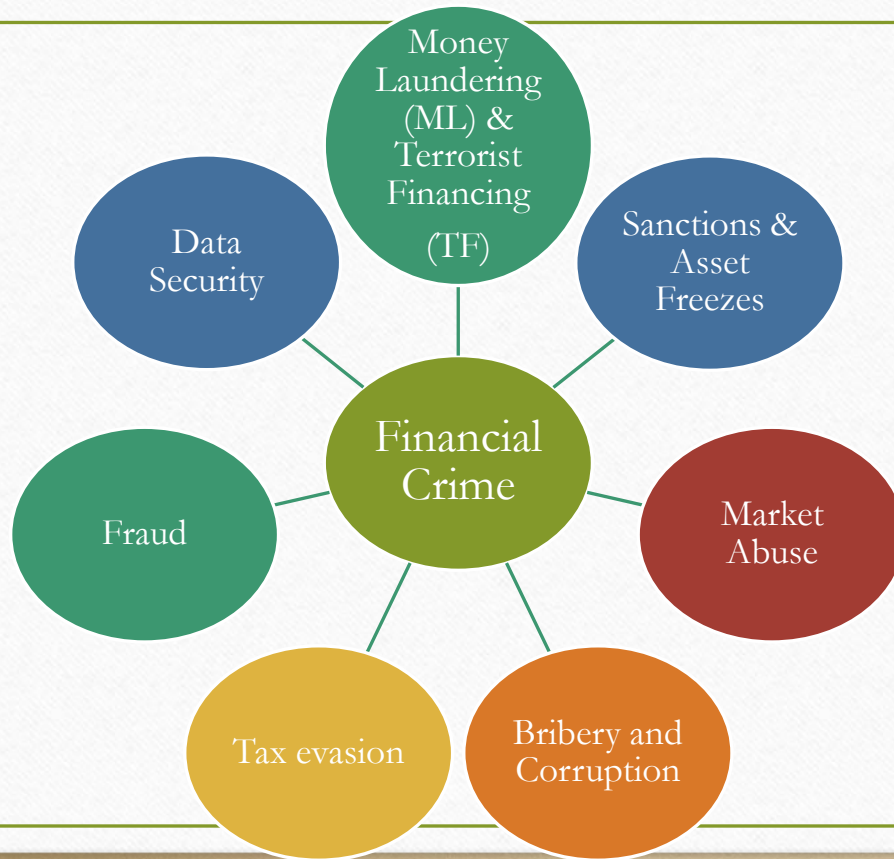 Money
Laundering
(ML) &
Terrorist
Financing
(TF)
Sanctions &
Asset
Freezes
Market
Abuse
Bribery and
Corruption
Tax evasion
Fraud
Data
Security
Financial
Crime